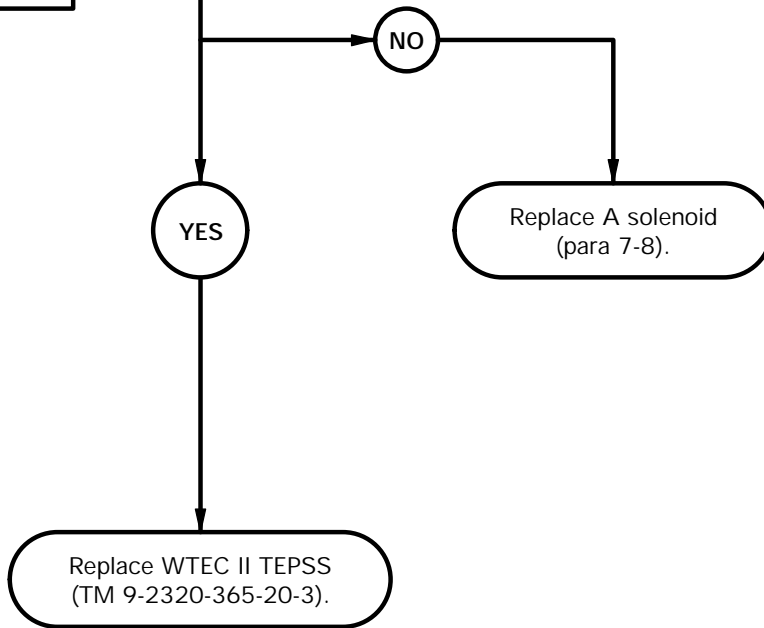 NO
YES
Replace A solenoid
(para 7-8).
Replace WTEC II TEPSS
(TM 9-2320-365-20-3).